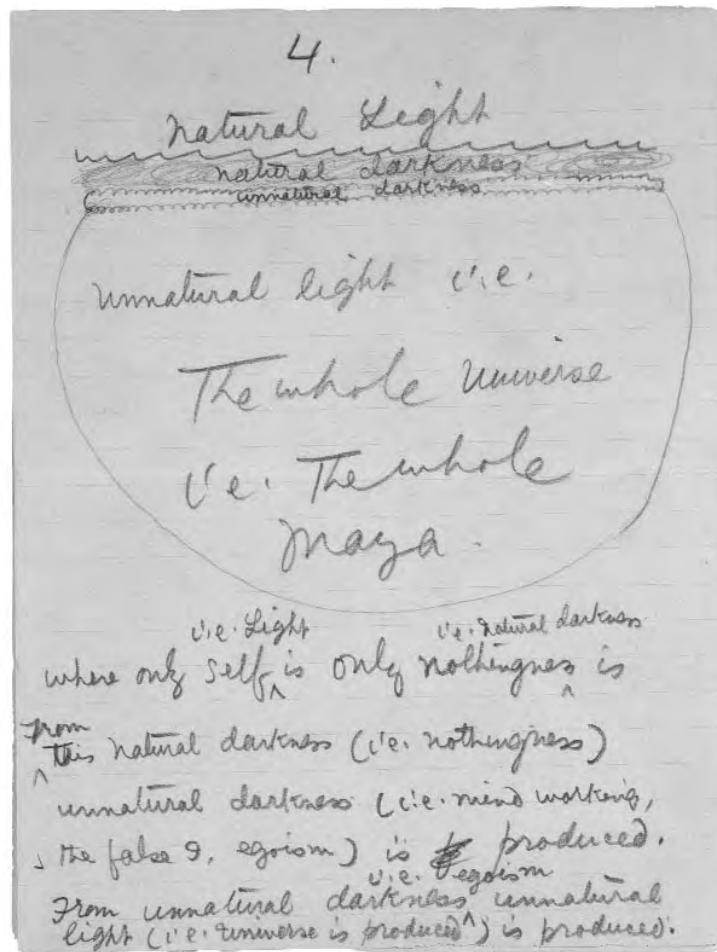 4.
Natural Light
natural darkness
unnatural darkness
unnatural light i.e.
The whole universe
i.e. The whole
Maya.
i.e. Light i.e. natural darkness
where only Self ^ is only nothingness ^ is
From
^ this natural darkness (i.e. nothingness)
unnatural darkness (i.e. mind working,
the false I, egoism) is produced.
i.e. egoism
From unnatural darkness unnatural
light (i.e. universe is produced ^) is produced.